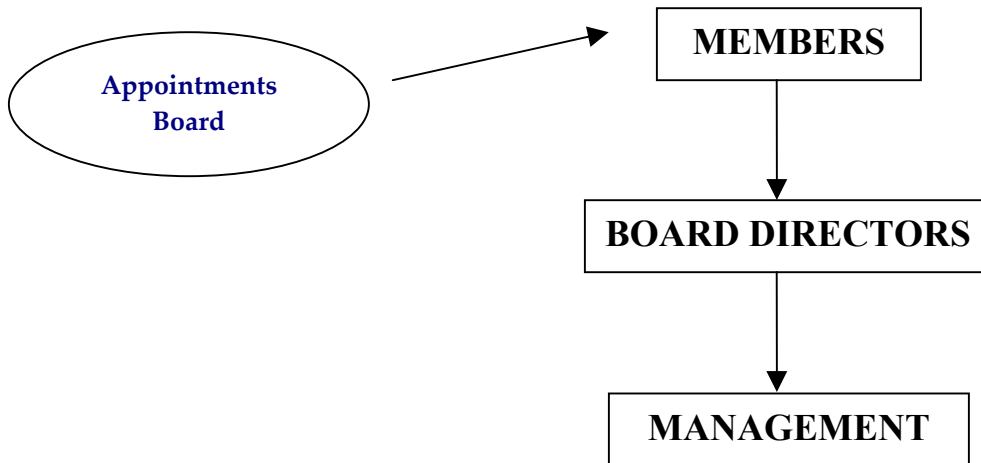 MEMBERS
Appointments
Board
BOARD DIRECTORS
MANAGEMENT